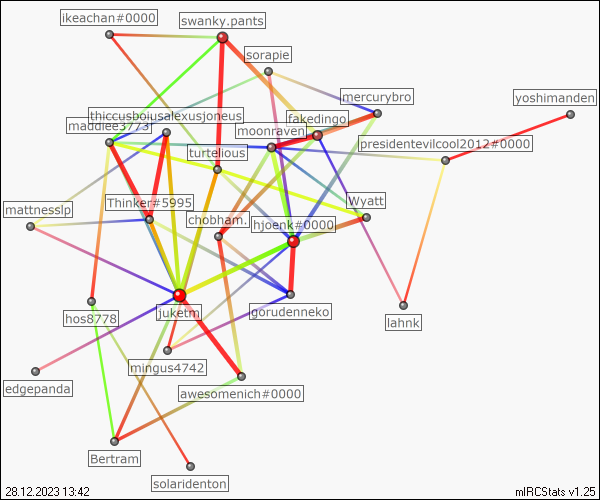 ikeachan#0000
swanky.pants
sorapie
mercurybro
yoshimanden
thiccusboiusalexusjoneus
fakedingo
maddiee3773
moonraven
presidentevilcool2012#0000
turtelious
Thinker#5995
Wyatt
mattnesslp
chobham.
hjoenk#0000
juketm
gorudenneko
hos8778
lahnk
mingus4742
edgepanda
awesomenich#0000
Bertram
solaridenton
28.12.2023 13:42
mIRCStats v1.25